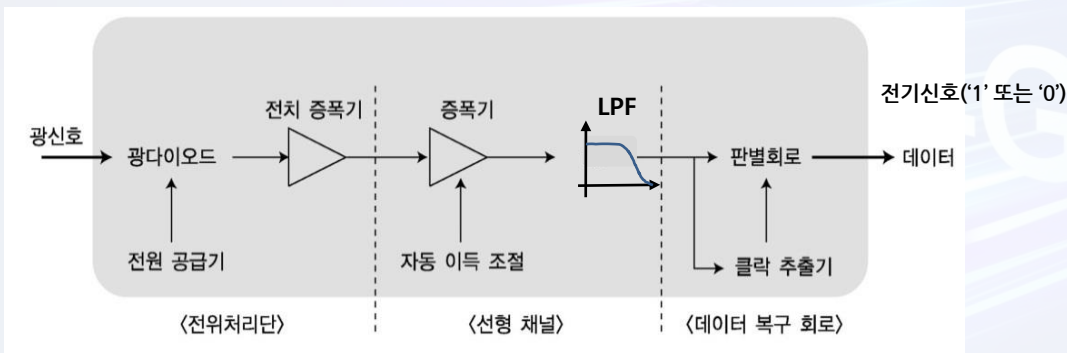 전기신호(‘1’ 또는 ‘0’)
전치 증폭기
증폭기
LPF
광신호
광다이오드
판별회로
데이터
전원 공급기
자동 이득 조절
클락 추출기
〈전위처리단〉
〈선형 채널〉
〈데이터 복구 회로〉